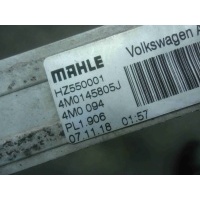 MAHLE
Volkswagen A
HZ550001
4M0145805J
4M0 094
PL1.906
07.11.18 01:57